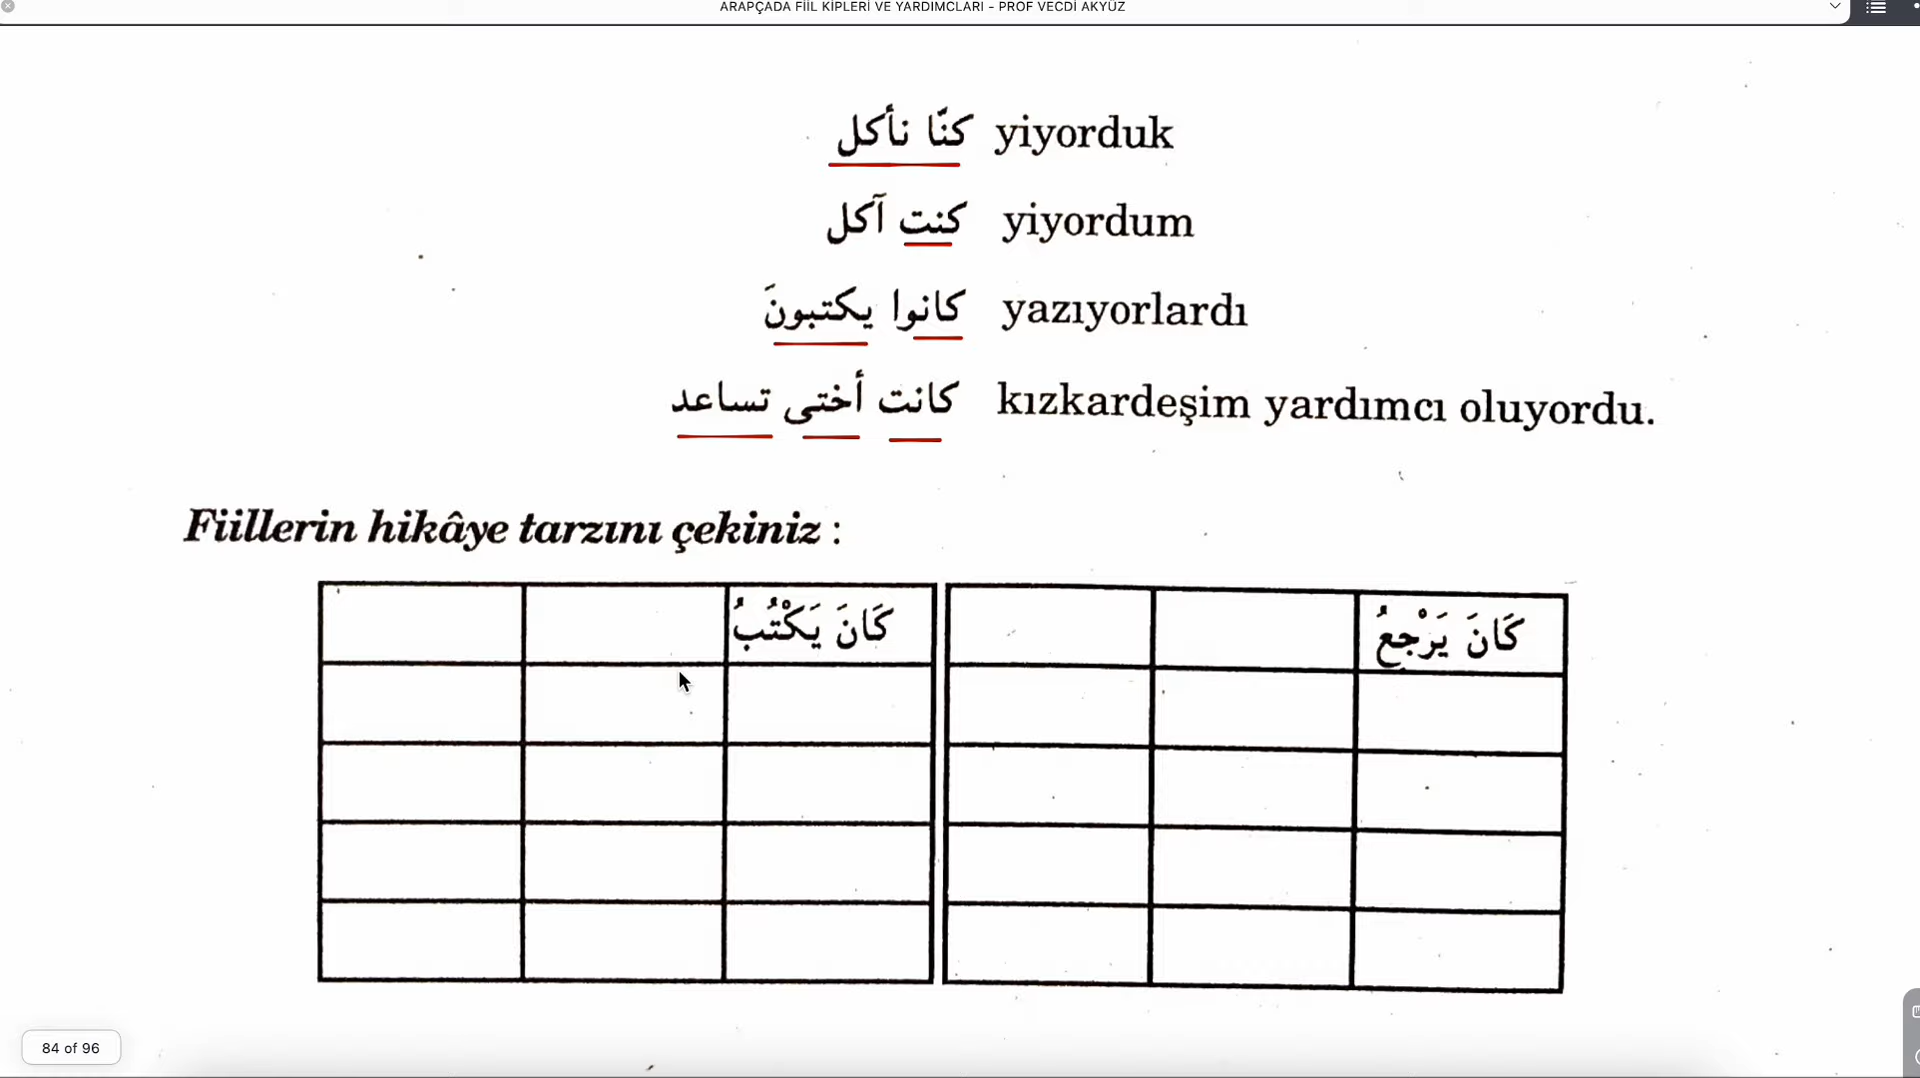 ARAPÇADA FİİL KİPLERİ VE YARDIMCLARI - PROF VECDİ AKYÜZ
كنّا نأكل yiyorduk
كنت آكل yiyordum
كانوا يكتبونَ yazıyorlardı
كانت أختى تساعد kızkardeşim yardımcı oluyordu.
Fiillerin hikâye tarzını çekiniz :
كَانَ يَرْجِعُ
كَانَ يَكْتُبُ
84 of 96